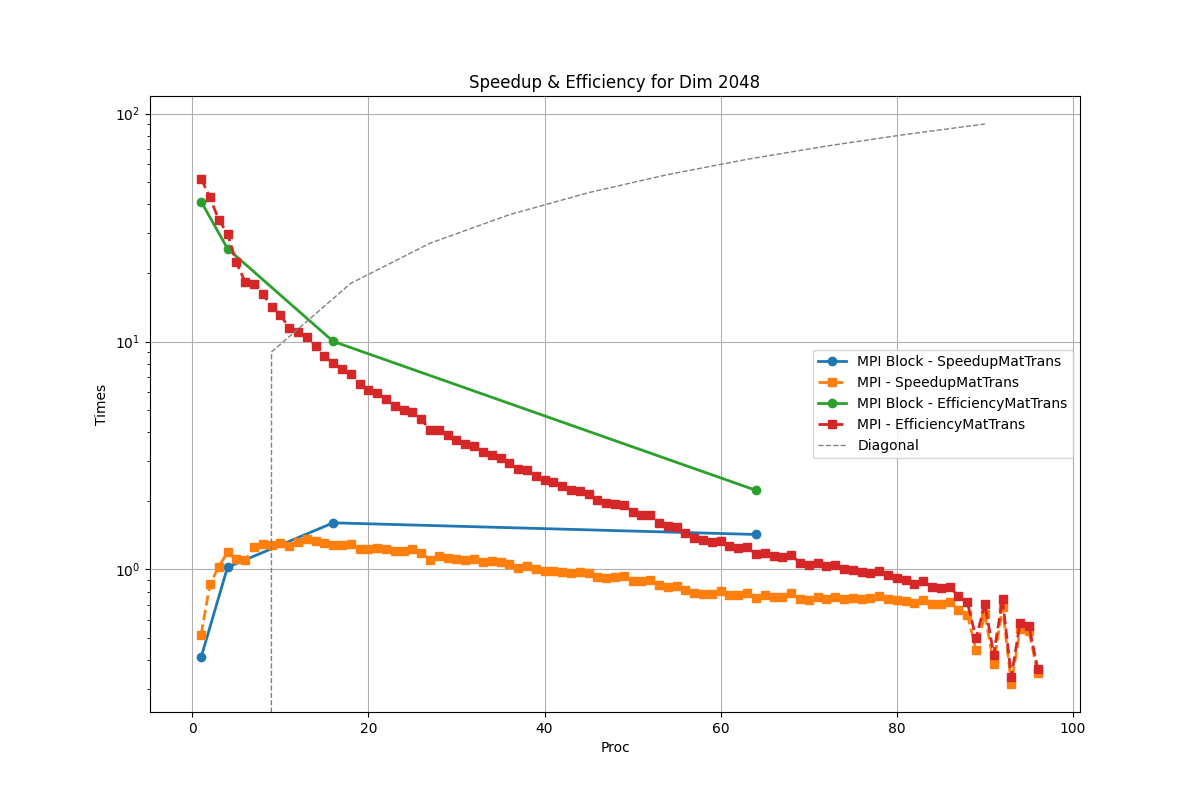 Speedup & Efficiency for Dim 2048
Times
10²
10¹
10⁰
MPI Block - SpeedupMatTrans
MPI - SpeedupMatTrans
MPI Block - EfficiencyMatTrans
MPI - EfficiencyMatTrans
Diagonal
0 20 40 60 80 100
Proc